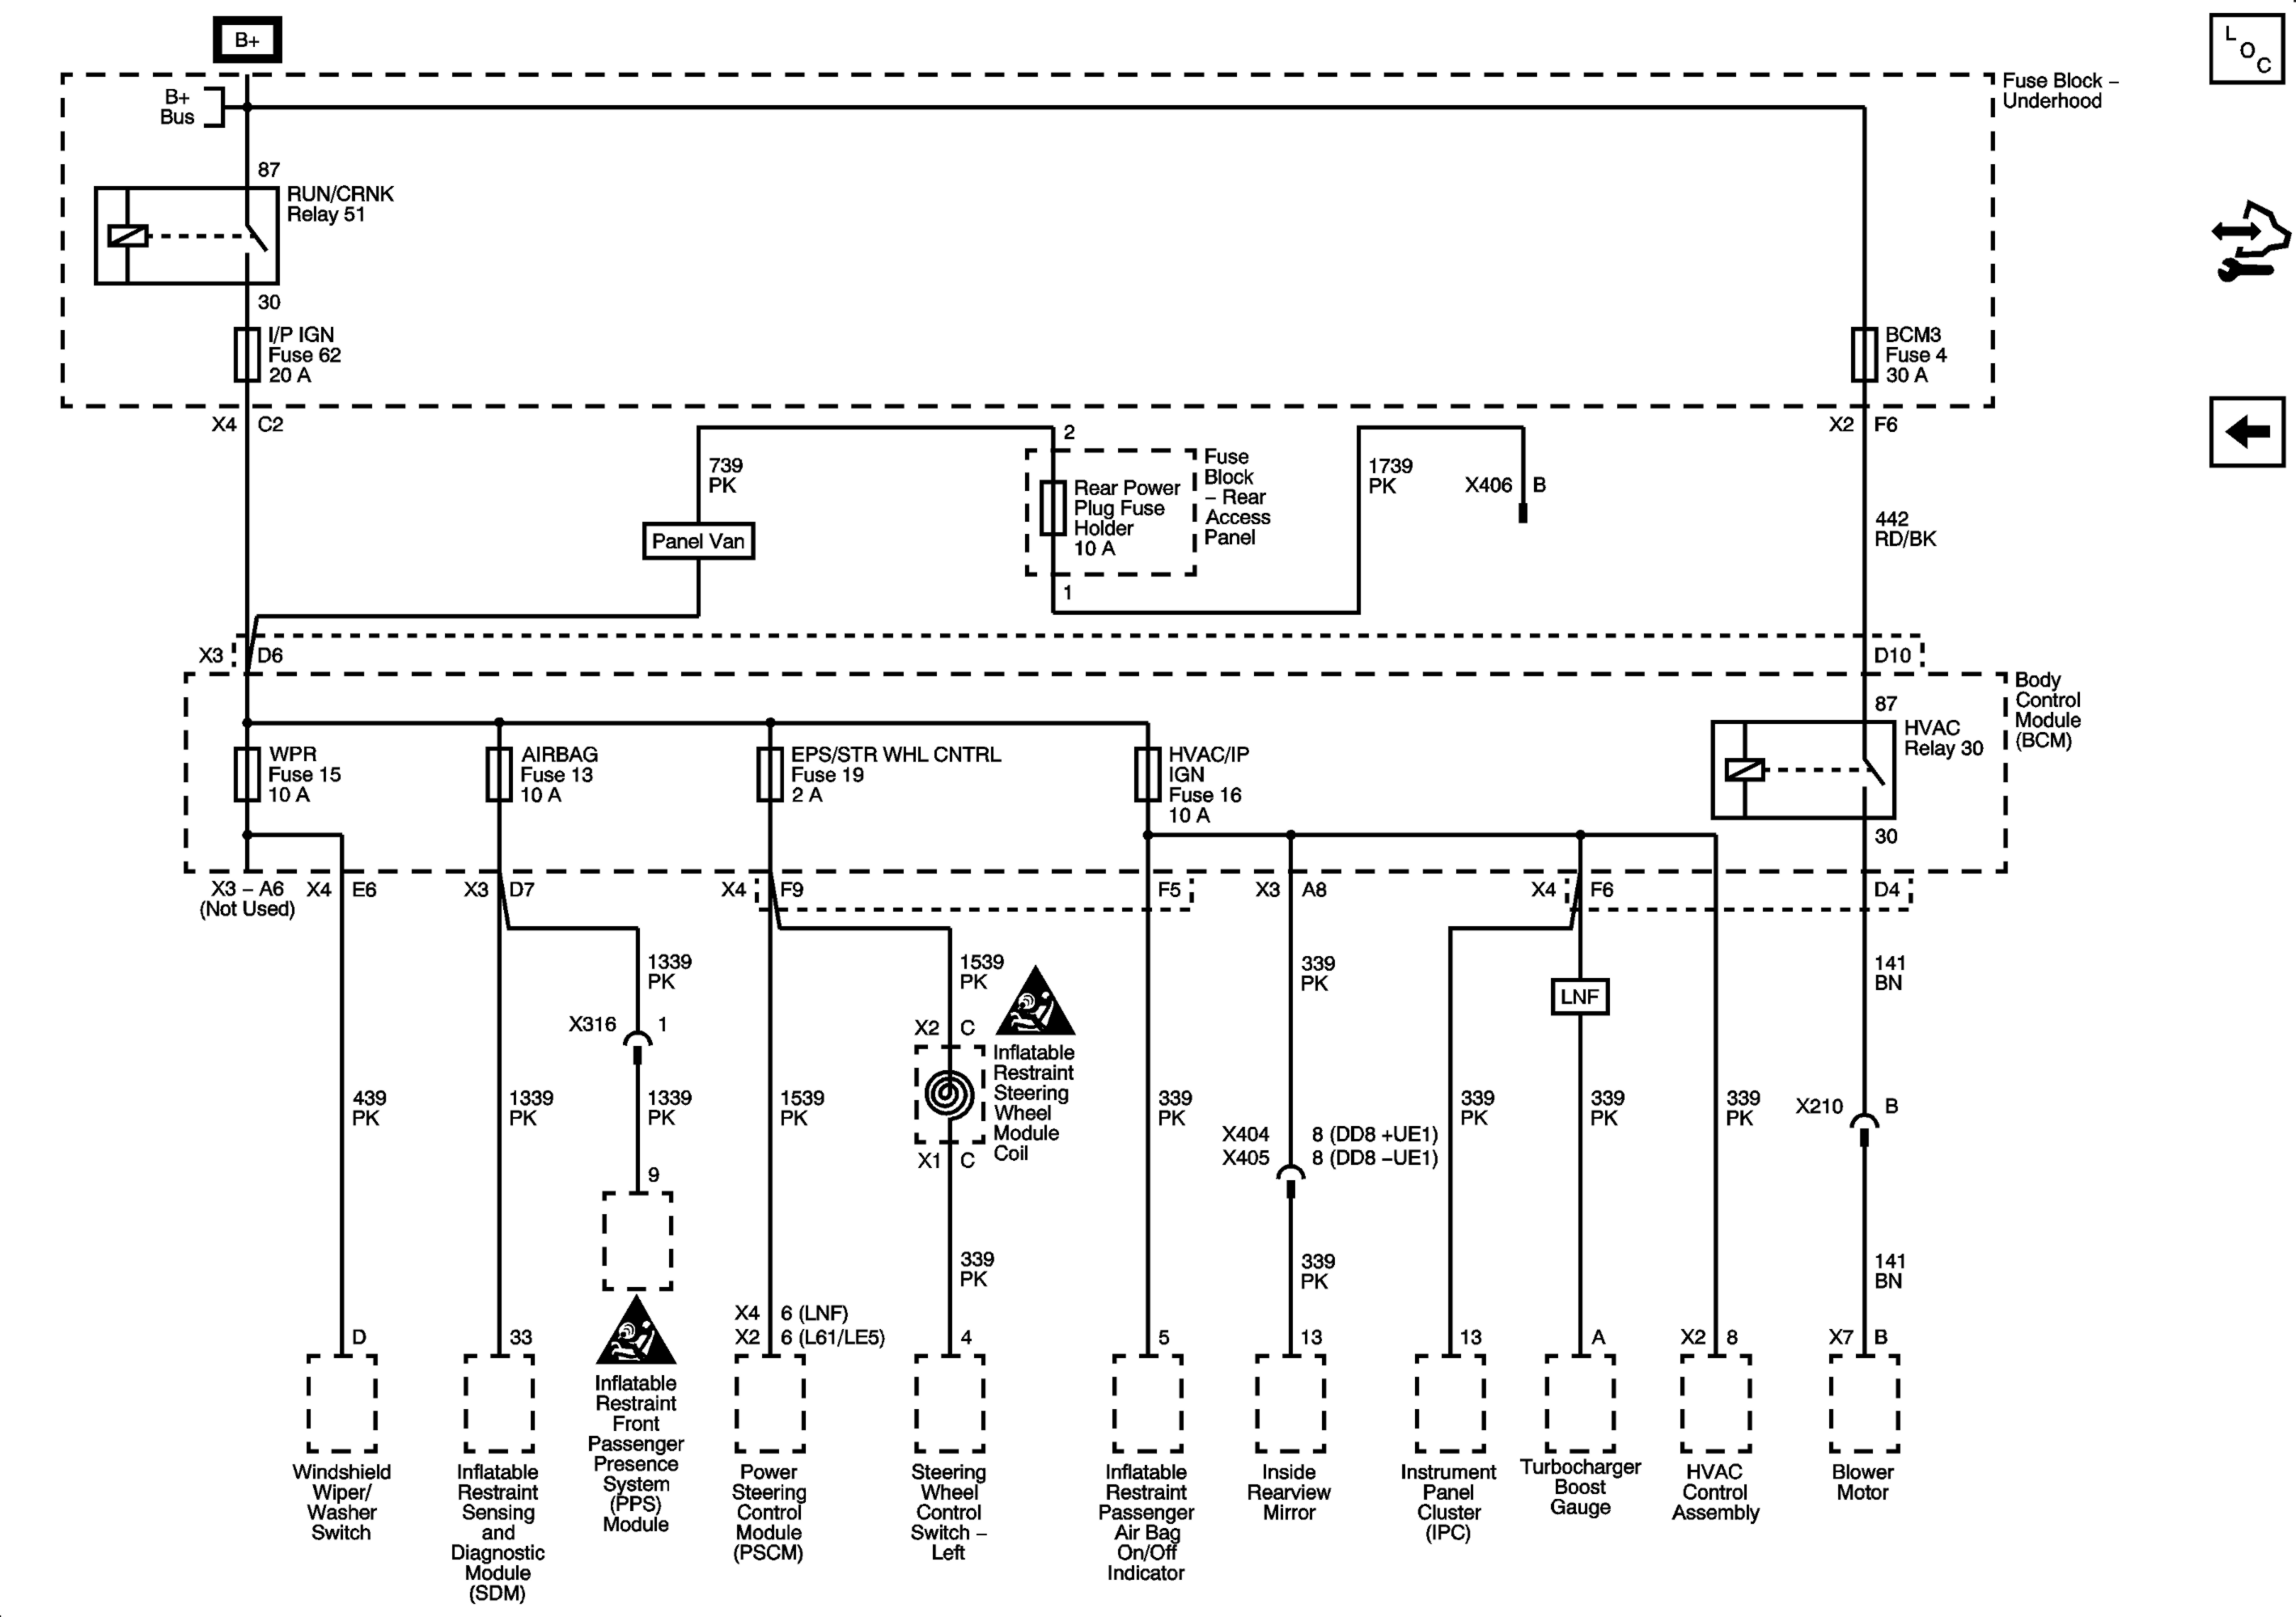 B+
L
O
C
B+
Bus
Fuse Block –
Underhood
87
RUN/CRNK
Relay 51
30
I/P IGN
Fuse 62
20 A
BCM3
Fuse 4
30 A
X4 C2
X2 F6
739
PK
2
Rear Power
Plug Fuse
Holder
10 A
1
Fuse
Block
– Rear
Access
Panel
1739
PK
X406 B
442
RD/BK
Panel Van
X3 D6
D10
Body
Control
Module
(BCM)
87
HVAC
Relay 30
30
WPR
Fuse 15
10 A
AIRBAG
Fuse 13
10 A
EPS/STR WHL CNTRL
Fuse 19
2 A
HVAC/IP
IGN
Fuse 16
10 A
X3 – A6
(Not Used)
X4 E6
X3 D7
X4 F9
F5
X3 A8
X4 F6
D4
1339
PK
1539
PK
339
PK
141
BN
LNF
X316 1
X2 C
Inflatable
Restraint
Steering
Wheel
Module
Coil
X1 C
439
PK
1339
PK
1339
PK
1539
PK
339
PK
X404 8 (DD8 +UE1)
X405 8 (DD8 –UE1)
339
PK
339
PK
339
PK
X210 B
9
339
PK
339
PK
141
BN
X4 6 (LNF)
X2 6 (L61/LE5)
D
33
4
5
13
13
A
X2 8
X7 B
Windshield
Wiper/
Washer
Switch
Inflatable
Restraint
Sensing
and
Diagnostic
Module
(SDM)
Inflatable
Restraint
Front
Passenger
Presence
System
(PPS)
Module
Power
Steering
Control
Module
(PSCM)
Steering
Wheel
Control
Switch –
Left
Inflatable
Restraint
Passenger
Air Bag
On/Off
Indicator
Inside
Rearview
Mirror
Instrument
Panel
Cluster
(IPC)
Turbocharger
Boost
Gauge
HVAC
Control
Assembly
Blower
Motor